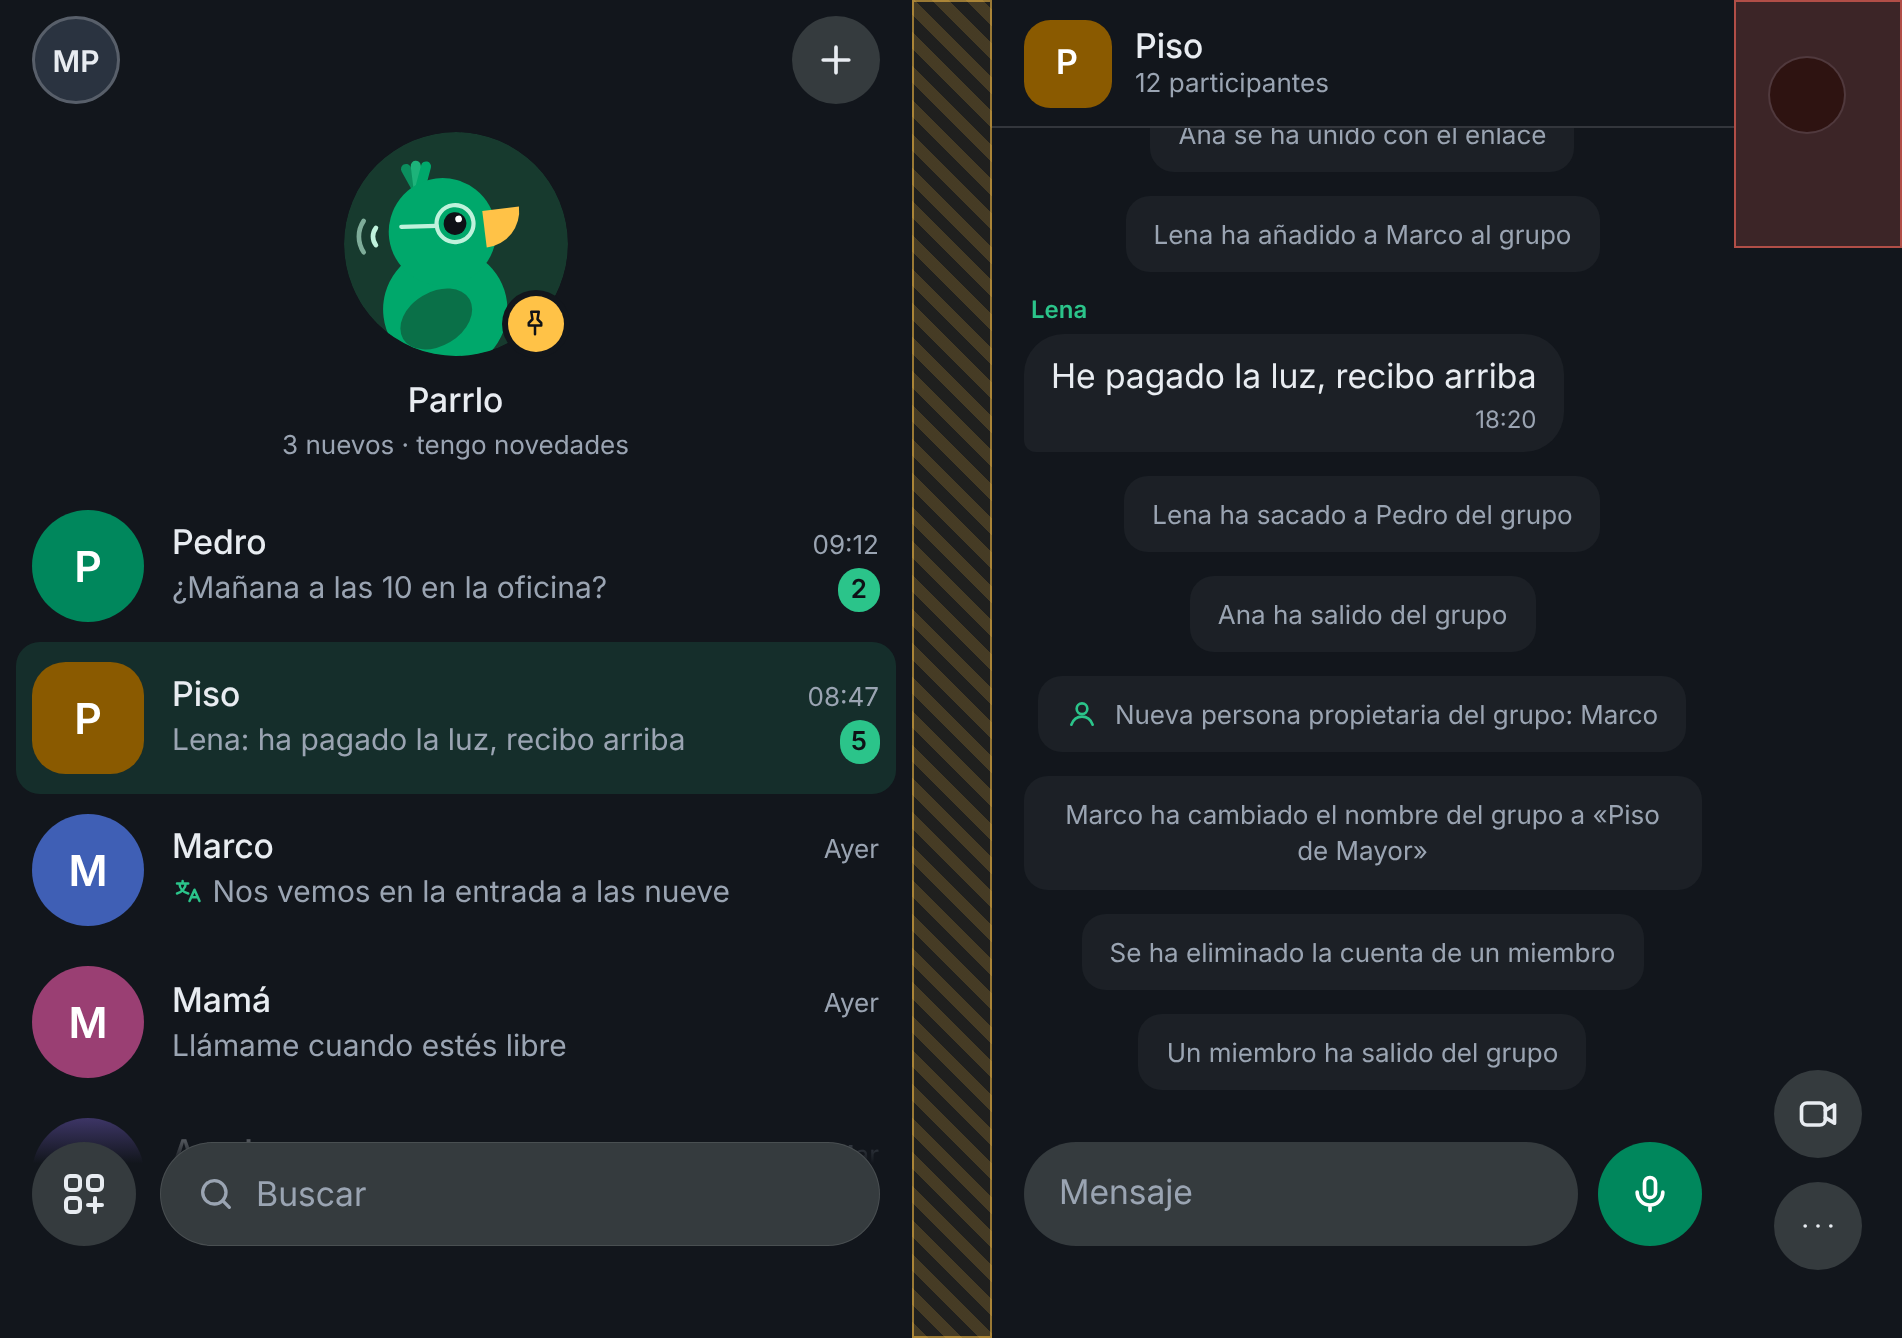 MP
Parrlo
3 nuevos · tengo novedades
P
Pedro
09:12
¿Mañana a las 10 en la oficina?
2
P
Piso
08:47
Lena: ha pagado la luz, recibo arriba
5
M
Marco
Ayer
Nos vemos en la entrada a las nueve
M
Mamá
Ayer
Llámame cuando estés libre
Buscar
P
Piso
12 participantes
Ana se ha unido con el enlace
Lena ha añadido a Marco al grupo
Lena
He pagado la luz, recibo arriba
18:20
Lena ha sacado a Pedro del grupo
Ana ha salido del grupo
Nueva persona propietaria del grupo: Marco
Marco ha cambiado el nombre del grupo a «Piso
de Mayor»
Se ha eliminado la cuenta de un miembro
Un miembro ha salido del grupo
Mensaje